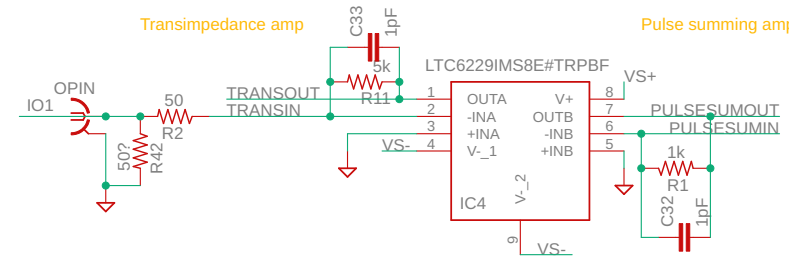 Transimpedance amp
Pulse summing amp
C33
1pF
5k
R11
LTC6229IMS8E#TRPBF
VS+
OPIN
IO1
50
R2
50?
R42
TRANSOUT
TRANSIN
VS-
1
2
3
4
OUTA
-INA
+INA
V-_1
V+
OUTB
-INB
+INB
8
7
6
5
PULSESUMOUT
PULSESUMIN
1k
R1
C32
1pF
IC4
V-_2
9
VS-